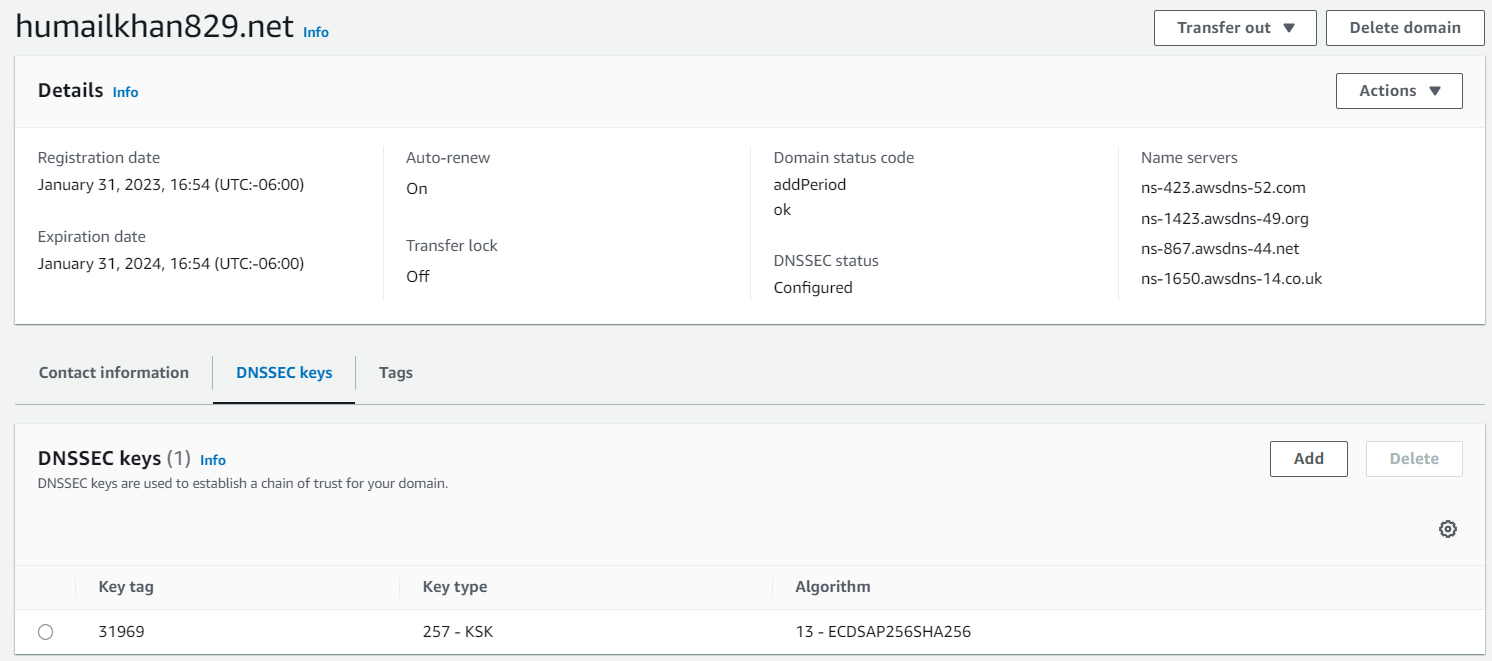 humailkhan829.net Info
Transfer out
Delete domain
Details Info
Actions
Registration date
January 31, 2023, 16:54 (UTC:-06:00)
Expiration date
January 31, 2024, 16:54 (UTC:-06:00)
Auto-renew
On
Transfer lock
Off
Domain status code
addPeriod
ok
DNSSEC status
Configured
Name servers
ns-423.awsdns-52.com
ns-1423.awsdns-49.org
ns-867.awsdns-44.net
ns-1650.awsdns-14.co.uk
Contact information
DNSSEC keys
Tags
DNSSEC keys (1) Info
DNSSEC keys are used to establish a chain of trust for your domain.
Add
Delete
Key tag Key type Algorithm
31969 257 - KSK 13 - ECDSAP256SHA256